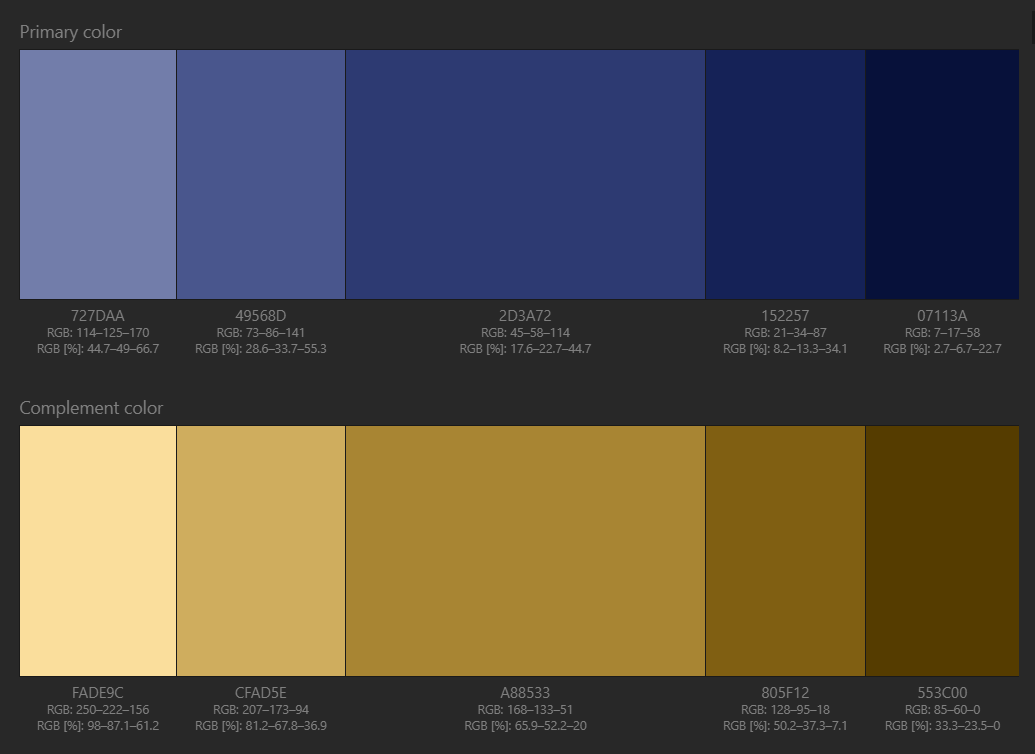 Primary color
727DAA 49568D 2D3A72 152257 07113A
RGB: 114–125–170 RGB: 73–86–141 RGB: 45–58–114 RGB: 21–34–87 RGB: 7–17–58
RGB [%]: 44.7–49–66.7 RGB [%]: 28.6–33.7–55.3 RGB [%]: 17.6–22.7–44.7 RGB [%]: 8.2–13.3–34.1 RGB [%]: 2.7–6.7–22.7
Complement color
FADE9C CFAD5E A88533 805F12 553C00
RGB: 250–222–156 RGB: 207–173–94 RGB: 168–133–51 RGB: 128–95–18 RGB: 85–60–0
RGB [%]: 98–87.1–61.2 RGB [%]: 81.2–67.8–36.9 RGB [%]: 65.9–52.2–20 RGB [%]: 50.2–37.3–7.1 RGB [%]: 33.3–23.5–0